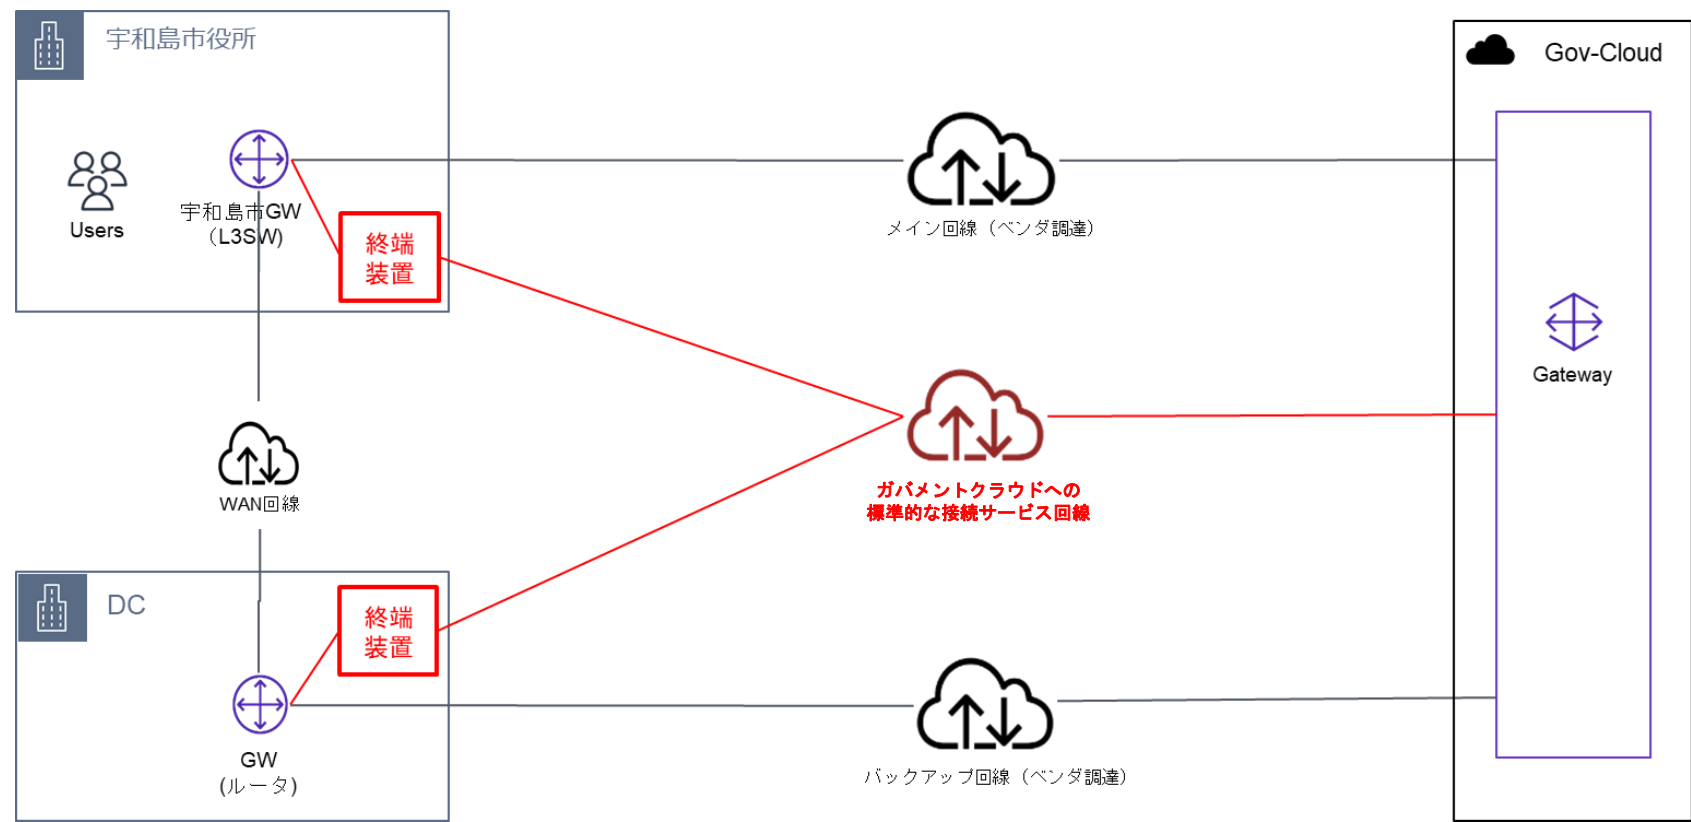 宇和島市役所
Gov-Cloud
Users
宇和島市GW
（L3SW)
終端
装置
メイン回線（ベンダ調達）
Gateway
WAN回線
ガバメントクラウドへの
標準的な接続サービス回線
DC
終端
装置
GW
(ルータ)
バックアップ回線（ベンダ調達）